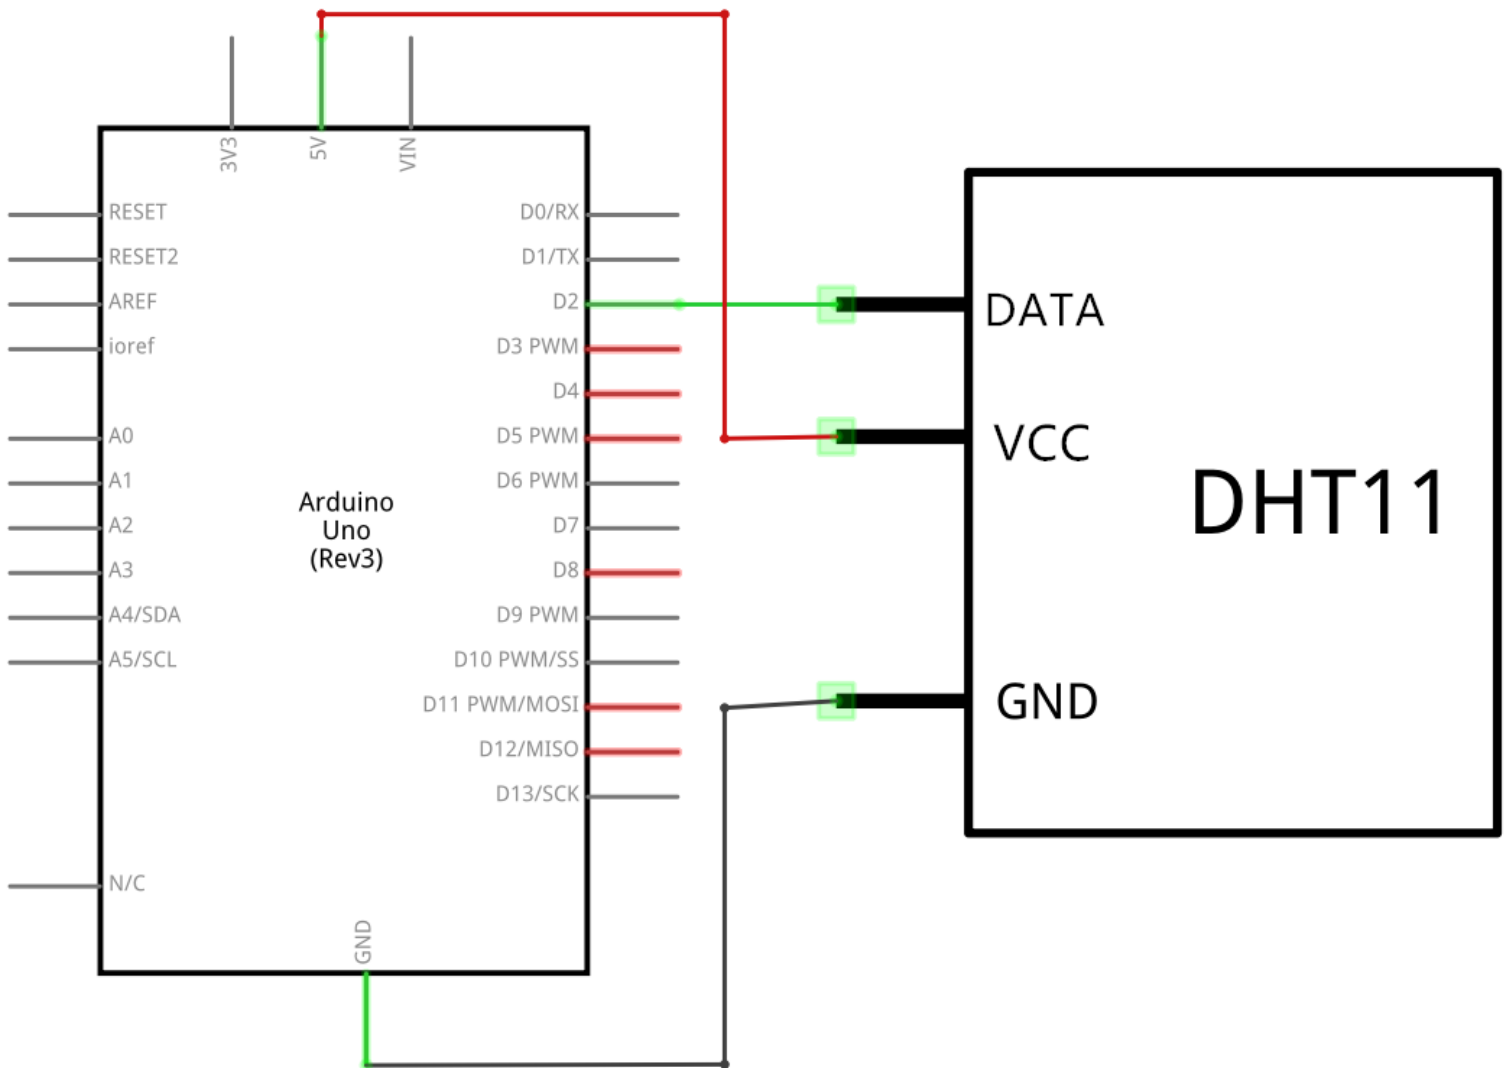 3V3
5V
VIN
RESET
RESET2
AREF
ioref
A0
A1
A2
A3
A4/SDA
A5/SCL
N/C
Arduino
Uno
(Rev3)
D0/RX
D1/TX
D2
D3 PWM
D4
D5 PWM
D6 PWM
D7
D8
D9 PWM
D10 PWM/SS
D11 PWM/MOSI
D12/MISO
D13/SCK
GND
DATA
VCC
DHT11
GND